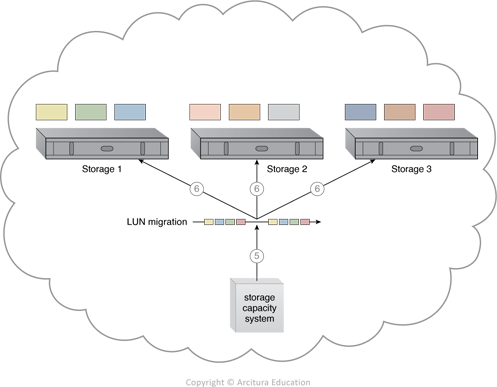 Storage 1
Storage 2
Storage 3
6
6
6
LUN migration
5
storage
capacity
system
Copyright © Arcitura Education